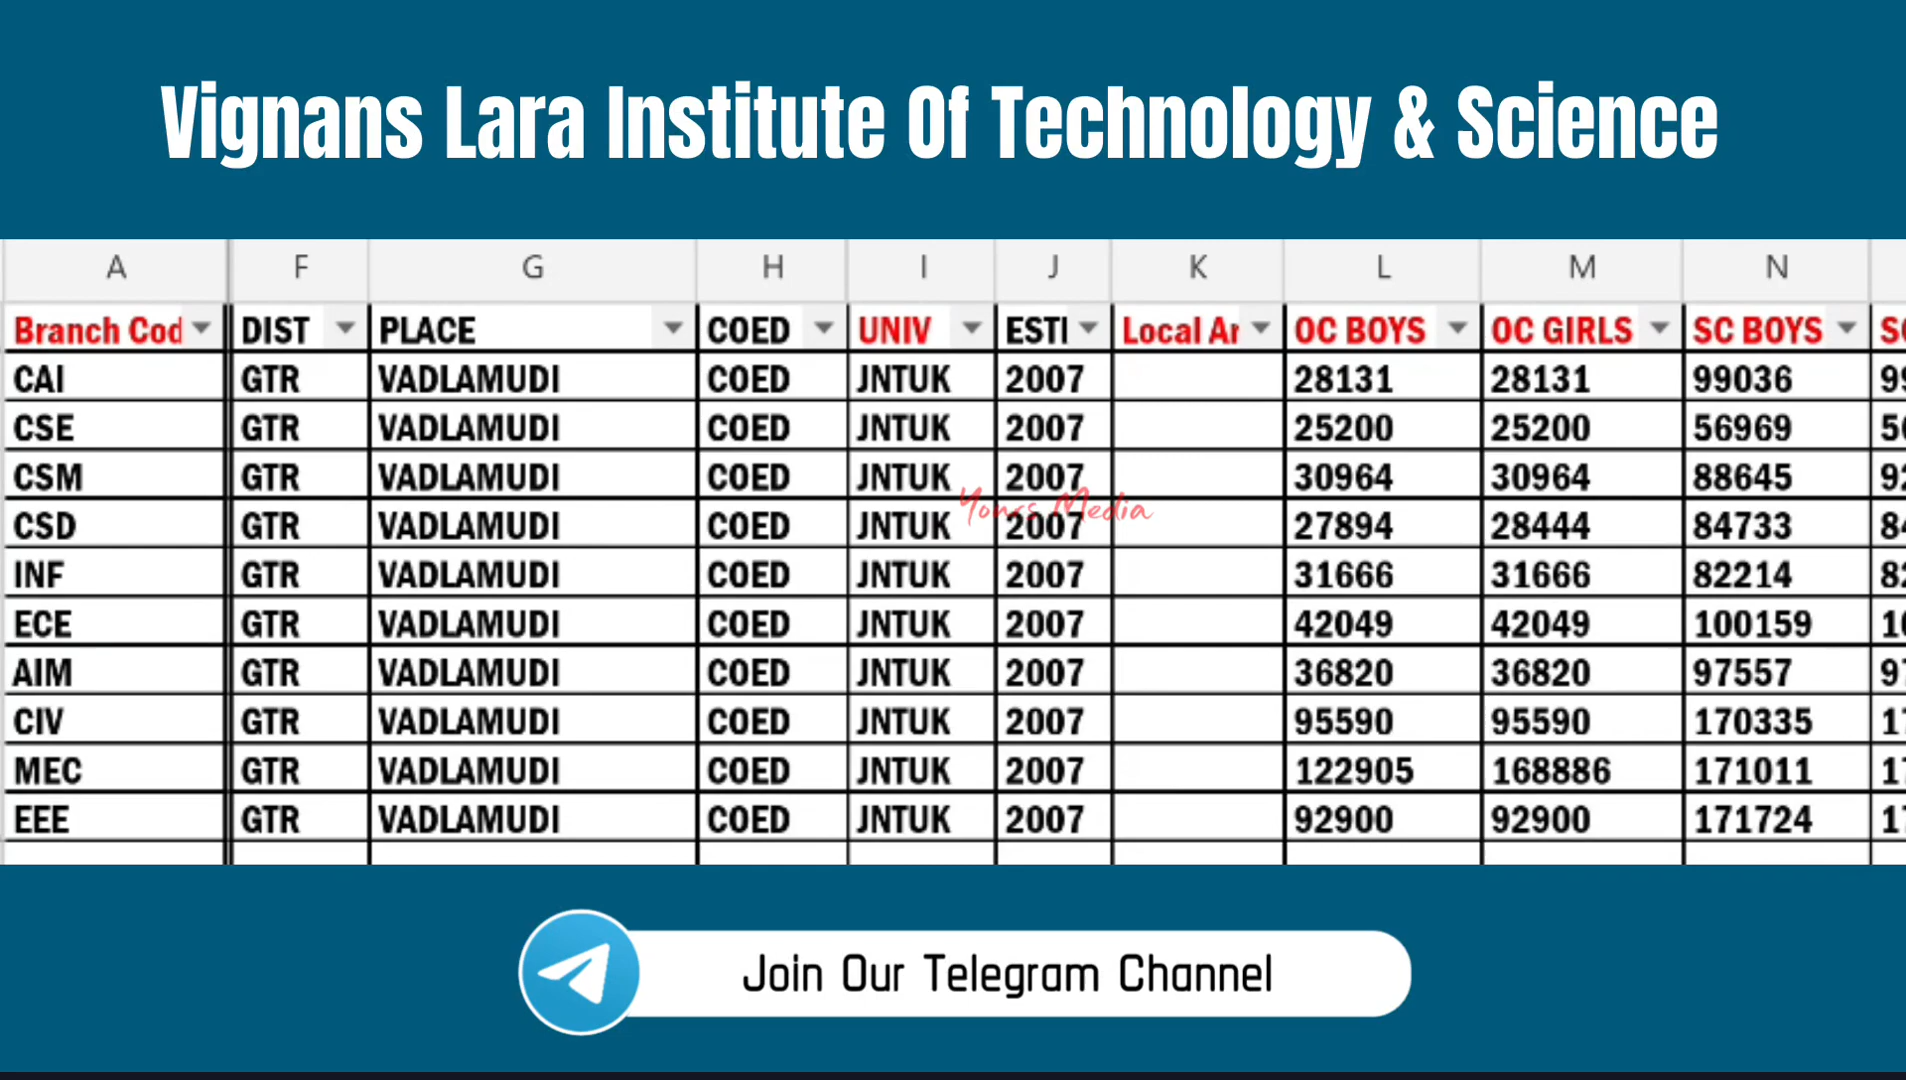 Vignans Lara Institute Of Technology & Science
A F G H I J K L M N
Branch Cod DIST PLACE COED UNIV ESTI Local Ar OC BOYS OC GIRLS SC BOYS
CAI GTR VADLAMUDI COED JNTUK 2007 28131 28131 99036
CSE GTR VADLAMUDI COED JNTUK 2007 25200 25200 56969
CSM GTR VADLAMUDI COED JNTUK 2007 30964 30964 88645
Yours Media
CSD GTR VADLAMUDI COED JNTUK 2007 27894 28444 84733
INF GTR VADLAMUDI COED JNTUK 2007 31666 31666 82214
ECE GTR VADLAMUDI COED JNTUK 2007 42049 42049 100159
AIM GTR VADLAMUDI COED JNTUK 2007 36820 36820 97557
CIV GTR VADLAMUDI COED JNTUK 2007 95590 95590 170335
MEC GTR VADLAMUDI COED JNTUK 2007 122905 168886 171011
EEE GTR VADLAMUDI COED JNTUK 2007 92900 92900 171724
Join Our Telegram Channel